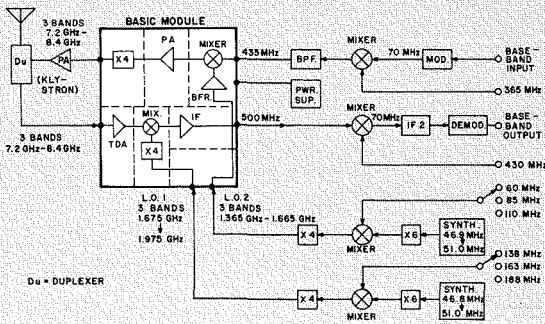 BASIC MODULE
3 BANDS
7.2 GHz-
8.4 GHz
Du
PA
(KLY-
STRON)
X4
PA
MIXER
BFR.
433 MHz
BPF.
MIXER
70 MHz
MOD.
BASE-
BAND
INPUT
365 MHz
PWR.
SUP.
3 BANDS
7.2 GHz-8.4 GHz
TDA
MIX.
X4
IF
500 MHz
MIXER
70MHz
IF 2
DEMOD.
BASE-
BAND
OUTPUT
430 MHz
L.O. 1
3 BANDS
1.675 GHz
1.975 GHz
L.O. 2
3 BANDS
1.365 GHz-1.665 GHz
60 MHz
85 MHz
110 MHz
X4
MIXER
X6
SYNTH.
46.9 MHz
51.0 MHz
138 MHz
163 MHz
188 MHz
X4
MIXER
X6
SYNTH.
46.8 MHz
51.0 MHz
Du = DUPLEXER